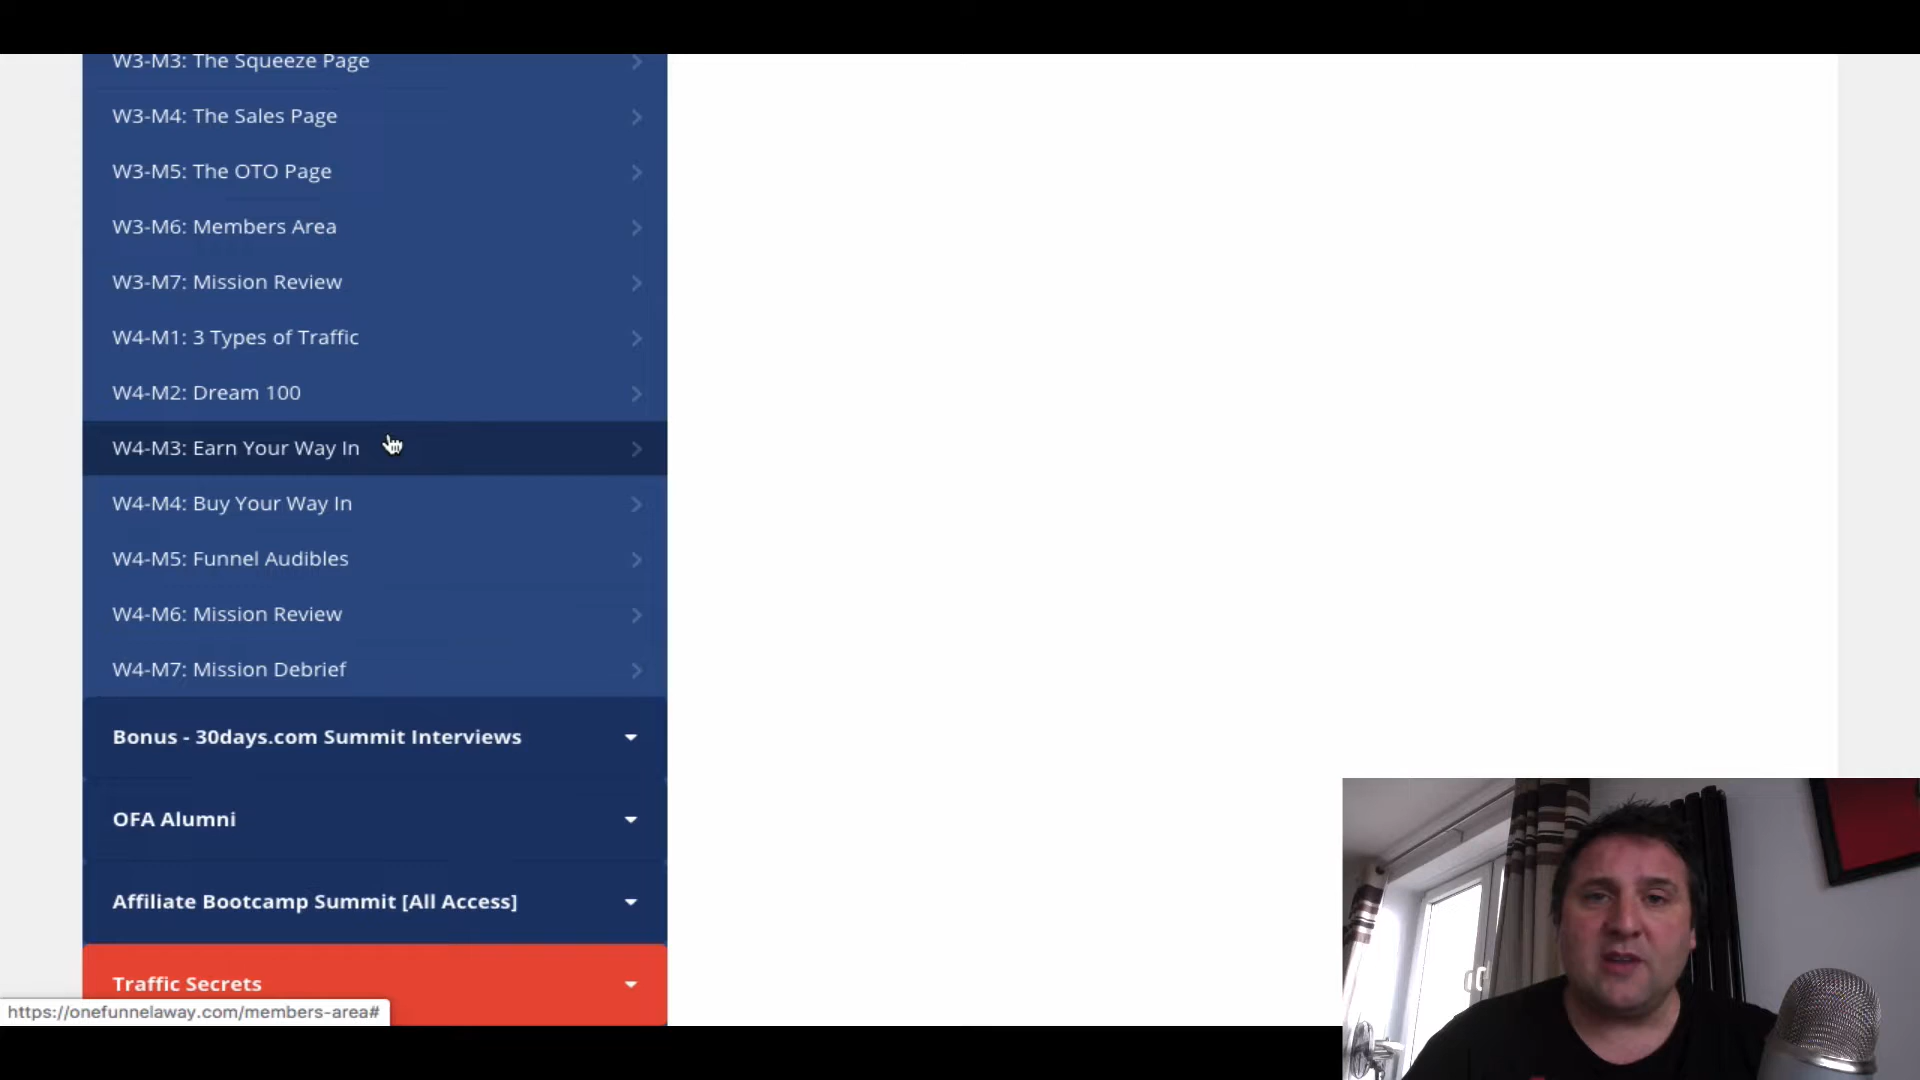 W3-M3: The Squeeze Page
W3-M4: The Sales Page
W3-M5: The OTO Page
W3-M6: Members Area
W3-M7: Mission Review
W4-M1: 3 Types of Traffic
W4-M2: Dream 100
W4-M3: Earn Your Way In
W4-M4: Buy Your Way In
W4-M5: Funnel Audibles
W4-M6: Mission Review
W4-M7: Mission Debrief
Bonus - 30days.com Summit Interviews
OFA Alumni
Affiliate Bootcamp Summit [All Access]
Traffic Secrets
https://onefunnelaway.com/members-area#